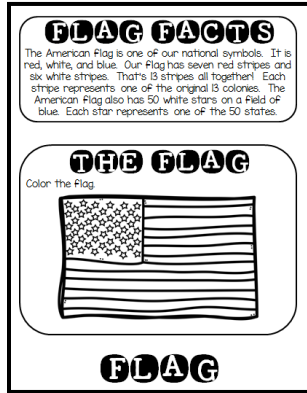 FLAG FACTS
The American flag is one of our national symbols. It is
red, white, and blue. Our flag has seven red stripes and
six white stripes. That's 13 stripes all together! Each
stripe represents one of the original 13 colonies. The
American flag also has 50 white stars on a field of
blue. Each star represents one of the 50 states.
THE FLAG
Color the flag.
FLAG